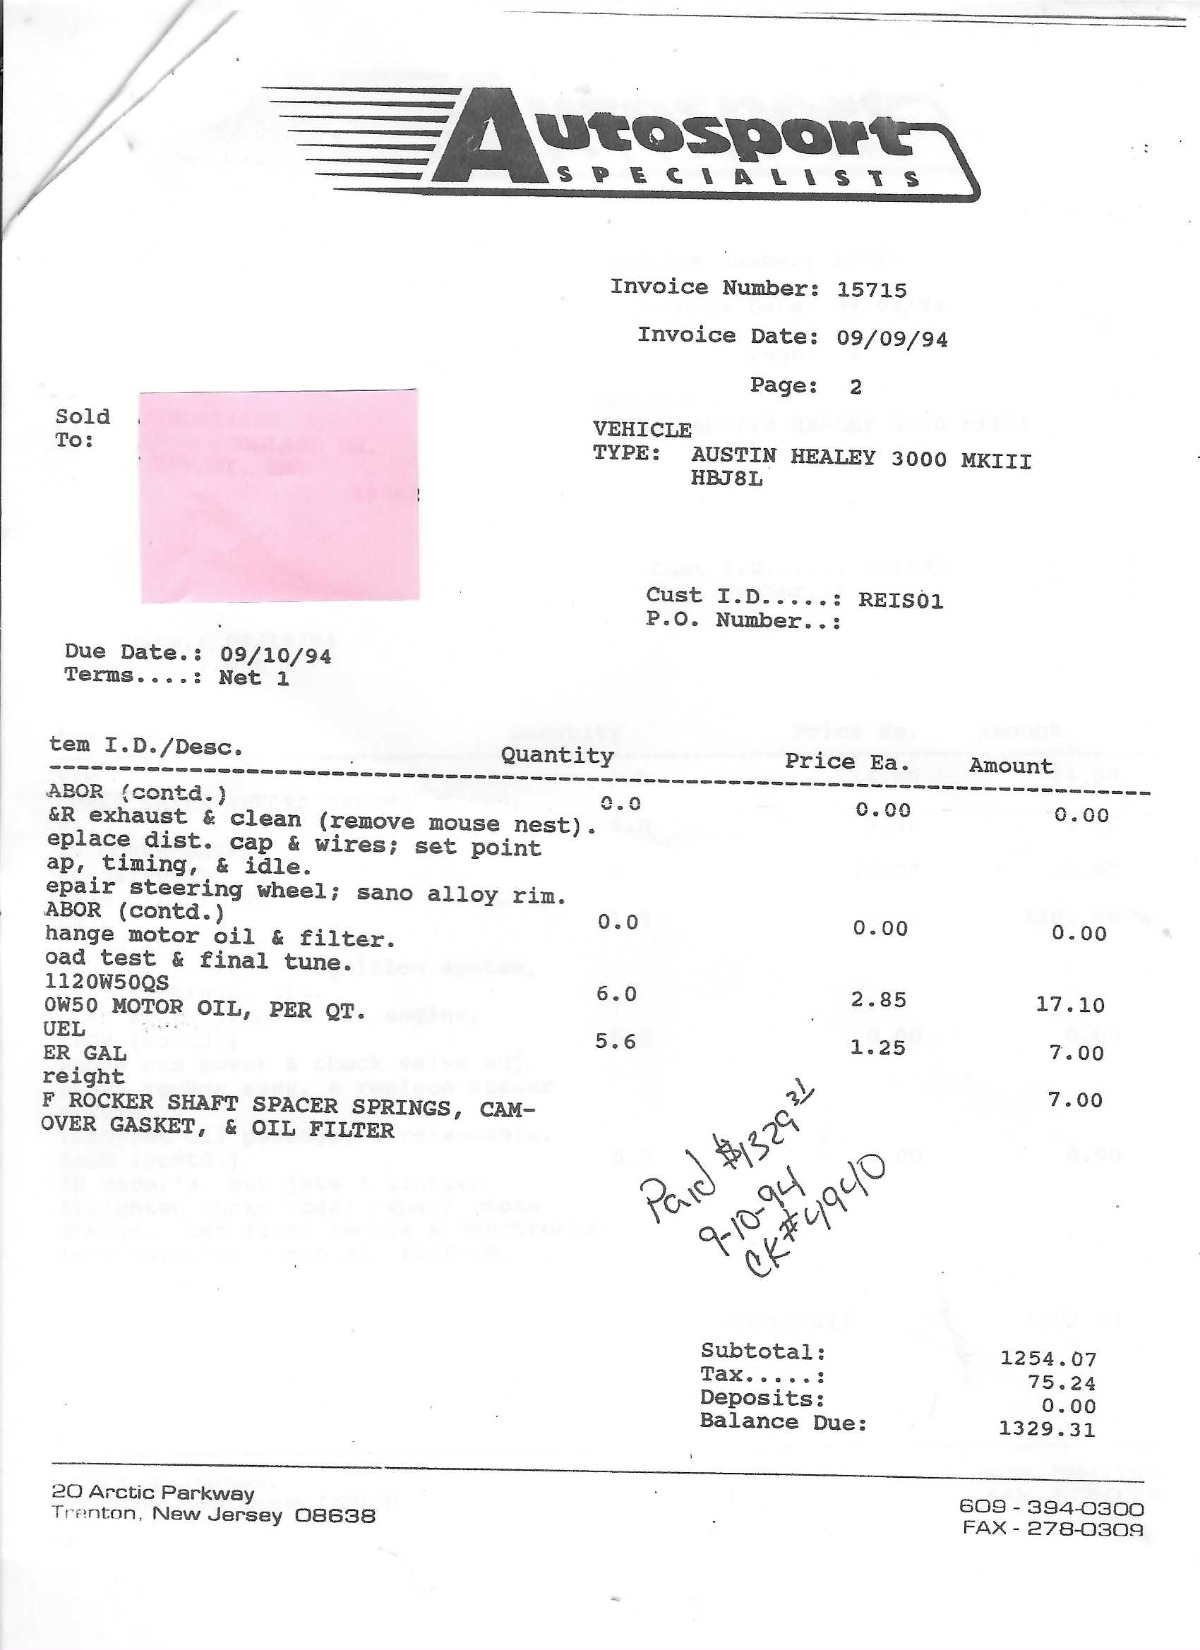 Autosport
SPECIALISTS
Invoice Number: 15715
Invoice Date: 09/09/94
Page: 2
Sold
To:
VEHICLE
TYPE: AUSTIN HEALEY 3000 MKIII
HBJ8L
Cust I.D.....: REIS01
P.O. Number..:
Due Date.: 09/10/94
Terms....: Net 1
tem I.D./Desc. Quantity Price Ea. Amount
ABOR (contd.) 0.0 0.00 0.00
&R exhaust & clean (remove mouse nest).
eplace dist. cap & wires; set point
ap, timing, & idle.
epair steering wheel; sano alloy rim.
ABOR (contd.) 0.0 0.00 0.00
hange motor oil & filter.
oad test & final tune.
1120W50QS 6.0 2.85 17.10
0W50 MOTOR OIL, PER QT.
UEL 5.6 1.25 7.00
ER GAL
reight 7.00
F ROCKER SHAFT SPACER SPRINGS, CAM-
OVER GASKET, & OIL FILTER
Paid $1329 31
9-10-94
CK# 4940
Subtotal: 1254.07
Tax.....: 75.24
Deposits: 0.00
Balance Due: 1329.31
20 Arctic Parkway
Trenton, New Jersey 08638
609 - 394-0300
FAX - 278-0309